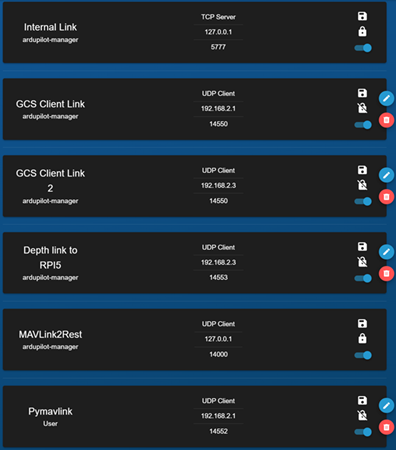 Internal Link
ardupilot-manager
TCP Server
127.0.0.1
5777
GCS Client Link
ardupilot-manager
UDP Client
192.168.2.1
14550
GCS Client Link
2
ardupilot-manager
UDP Client
192.168.2.3
14550
Depth link to
RPI5
ardupilot-manager
UDP Client
192.168.2.3
14553
MAVLink2Rest
ardupilot-manager
UDP Client
127.0.0.1
14000
Pymavlink
User
UDP Client
192.168.2.1
14552